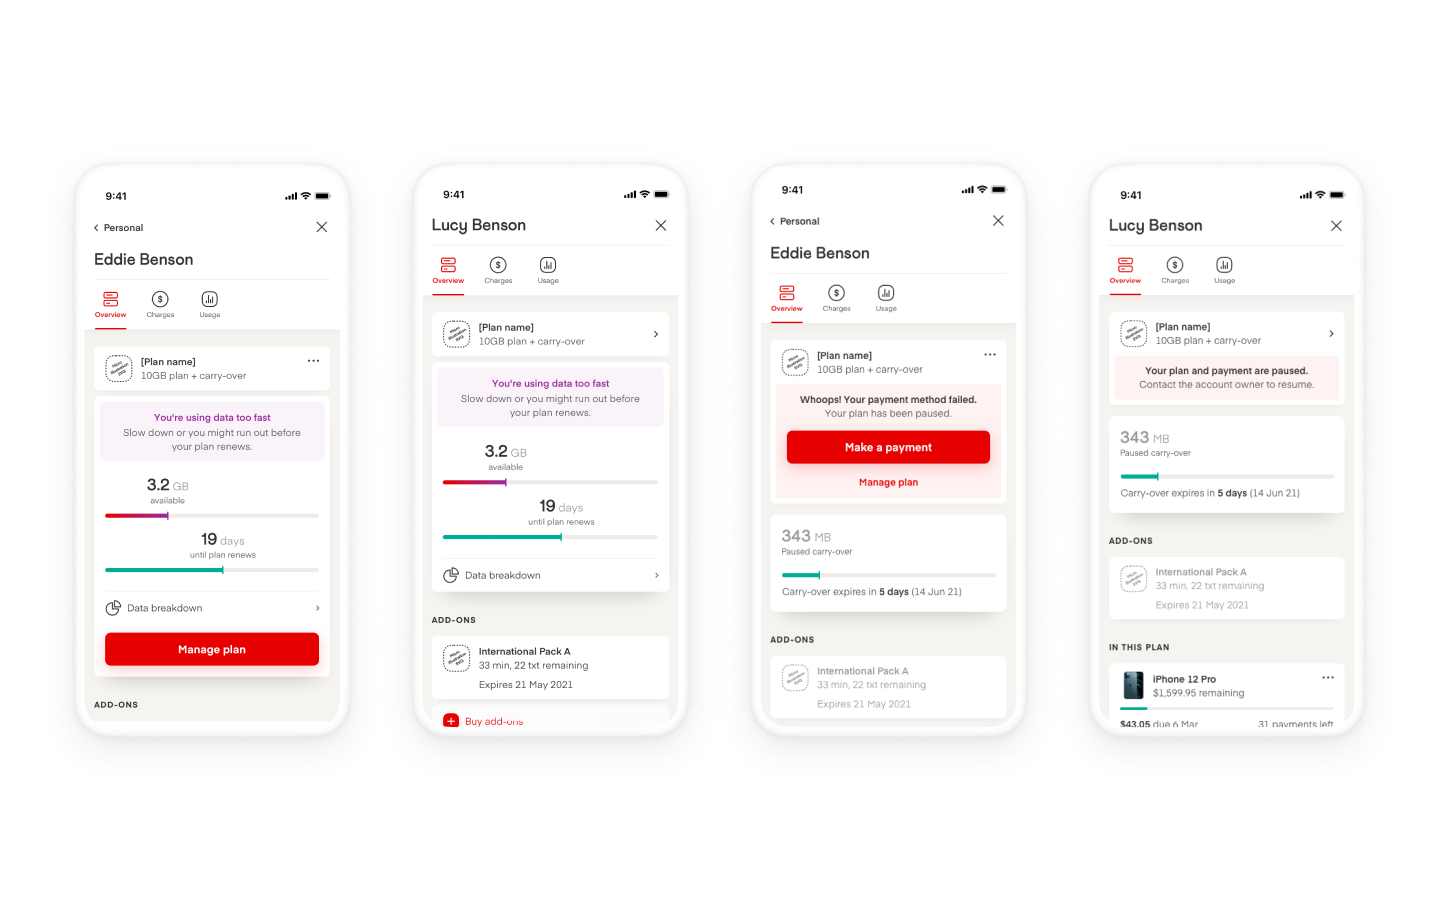 9:41
Personal
Eddie Benson
Overview
Charges
Usage
[Plan name]
10GB plan + carry-over
You're using data too fast
Slow down or you might run out before
your plan renews.
3.2 GB
available
19 days
until plan renews
Data breakdown
Manage plan
ADD-ONS
9:41
Lucy Benson
Overview
Charges
Usage
[Plan name]
10GB plan + carry-over
You're using data too fast
Slow down or you might run out before
your plan renews.
3.2 GB
available
19 days
until plan renews
Data breakdown
ADD-ONS
International Pack A
33 min, 22 txt remaining
Expires 21 May 2021
Buy add-ons
9:41
Personal
Eddie Benson
Overview
Charges
Usage
[Plan name]
10GB plan + carry-over
Whoops! Your payment method failed.
Your plan has been paused.
Make a payment
Manage plan
343 MB
Paused carry-over
Carry-over expires in 5 days (14 Jun 21)
ADD-ONS
International Pack A
33 min, 22 txt remaining
Expires 21 May 2021
9:41
Lucy Benson
Overview
Charges
Usage
[Plan name]
10GB plan + carry-over
Your plan and payment are paused.
Contact the account owner to resume.
343 MB
Paused carry-over
Carry-over expires in 5 days (14 Jun 21)
ADD-ONS
International Pack A
33 min, 22 txt remaining
Expires 21 May 2021
IN THIS PLAN
iPhone 12 Pro
$1,599.95 remaining
$43.05 due 6 Mar
31 payments left